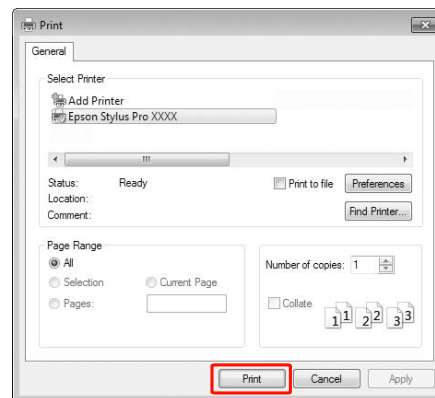 Print
General
Select Printer
Add Printer
Epson Stylus Pro XXXX
Status: Ready
Print to file
Preferences
Location:
Comment:
Find Printer...
Page Range
All
Selection
Current Page
Pages:
Number of copies: 1
Collate
1 1 2 2 3 3
Print Cancel Apply